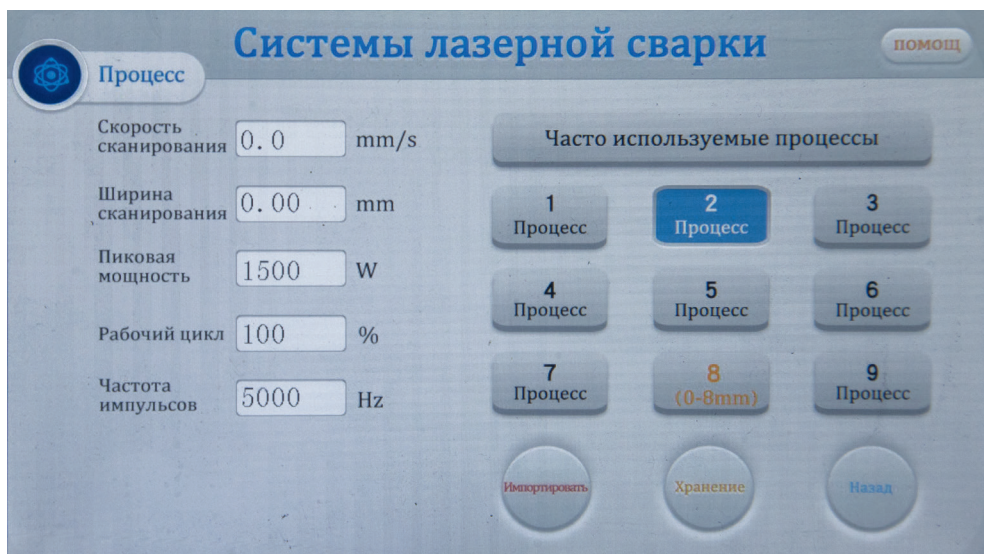 Системы лазерной сварки
помощ
Процесс
Скорость
сканирования
0.0
mm/s
Ширина
сканирования
0.00
mm
Пиковая
мощность
1500
W
Рабочий цикл
100
%
Частота
импульсов
5000
Hz
Часто используемые процессы
1
Процесс
2
Процесс
3
Процесс
4
Процесс
5
Процесс
6
Процесс
7
Процесс
8
(0-8mm)
9
Процесс
Импортировать
Хранение
Назад